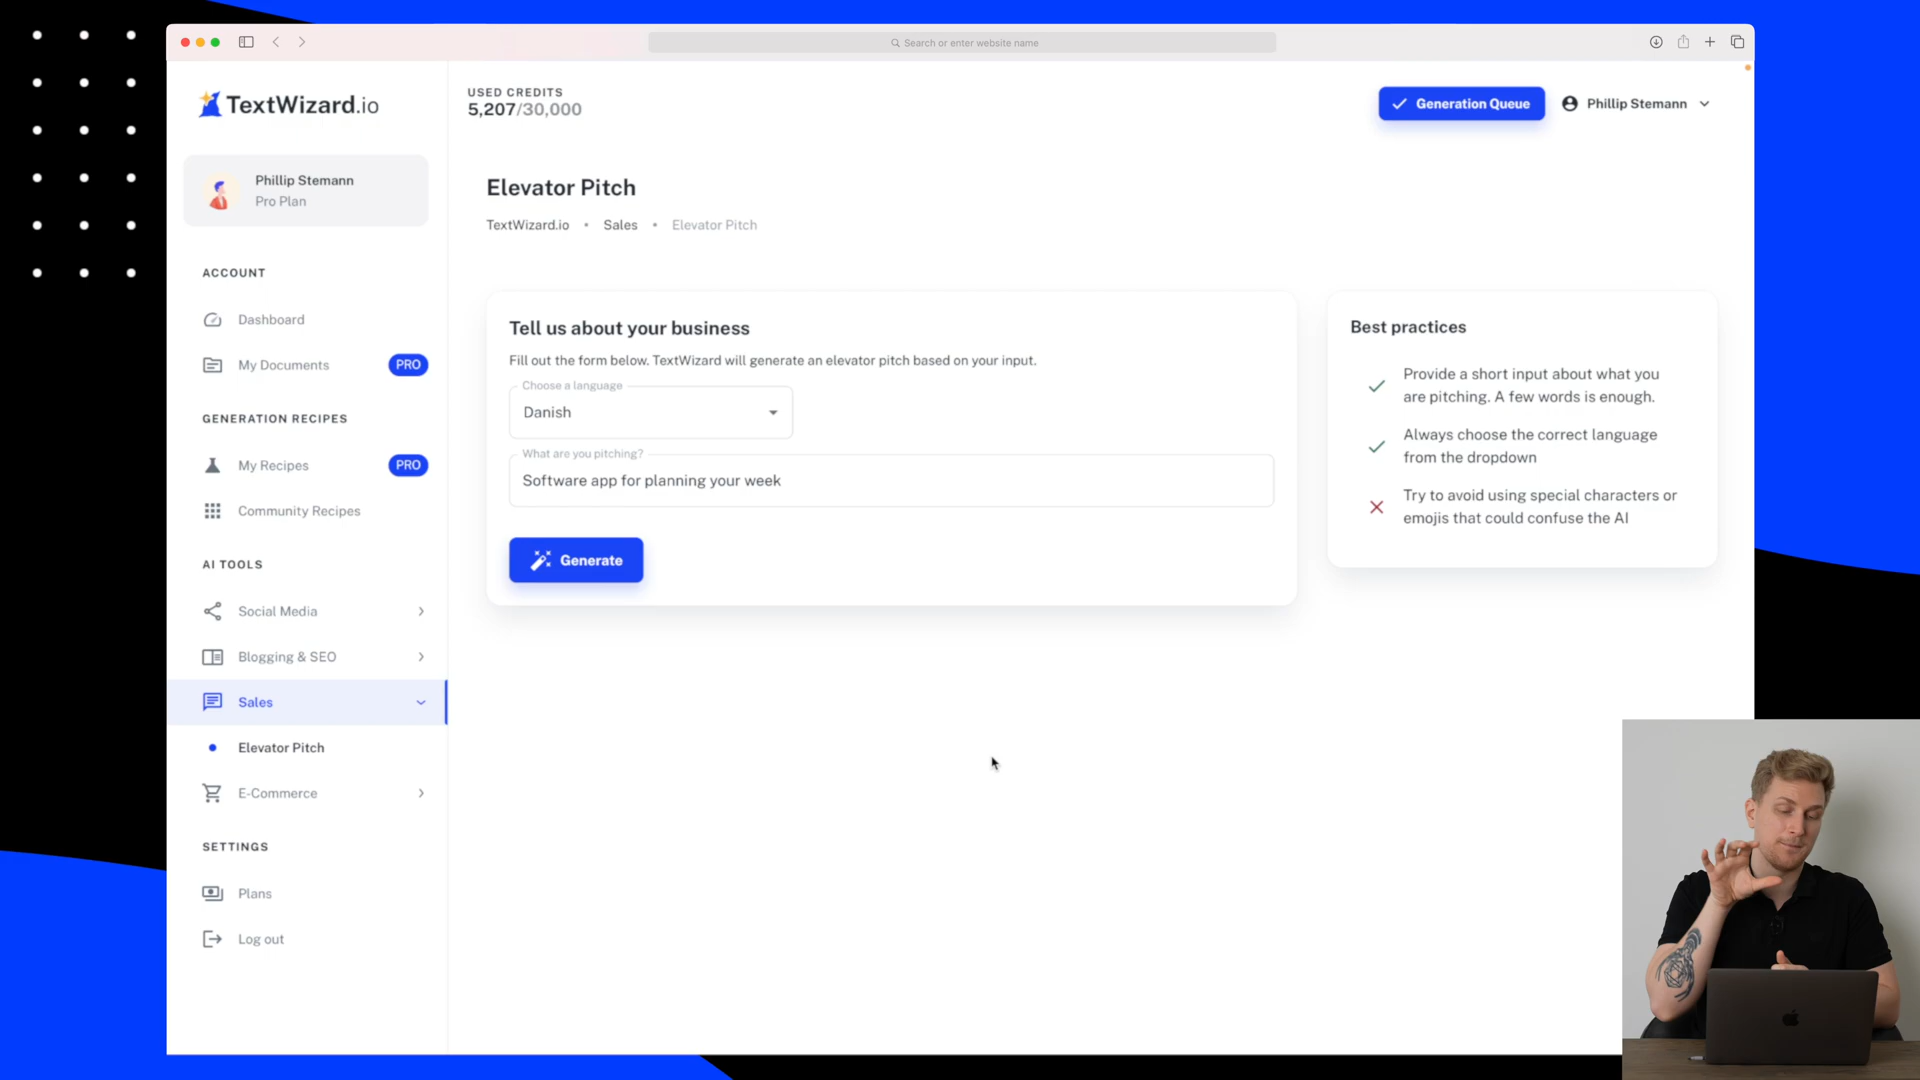 Search or enter website name
TextWizard.io
USED CREDITS
5,207/30,000
Generation Queue
Phillip Stemann
Phillip Stemann
Pro Plan
Elevator Pitch
TextWizard.io • Sales • Elevator Pitch
ACCOUNT
Dashboard
My Documents PRO
GENERATION RECIPES
My Recipes PRO
Community Recipes
AI TOOLS
Social Media
Blogging & SEO
Sales
Elevator Pitch
E-Commerce
SETTINGS
Plans
Log out
Tell us about your business
Fill out the form below. TextWizard will generate an elevator pitch based on your input.
Choose a language
Danish
What are you pitching?
Software app for planning your week
Generate
Best practices
Provide a short input about what you
are pitching. A few words is enough.
Always choose the correct language
from the dropdown
Try to avoid using special characters or
emojis that could confuse the AI